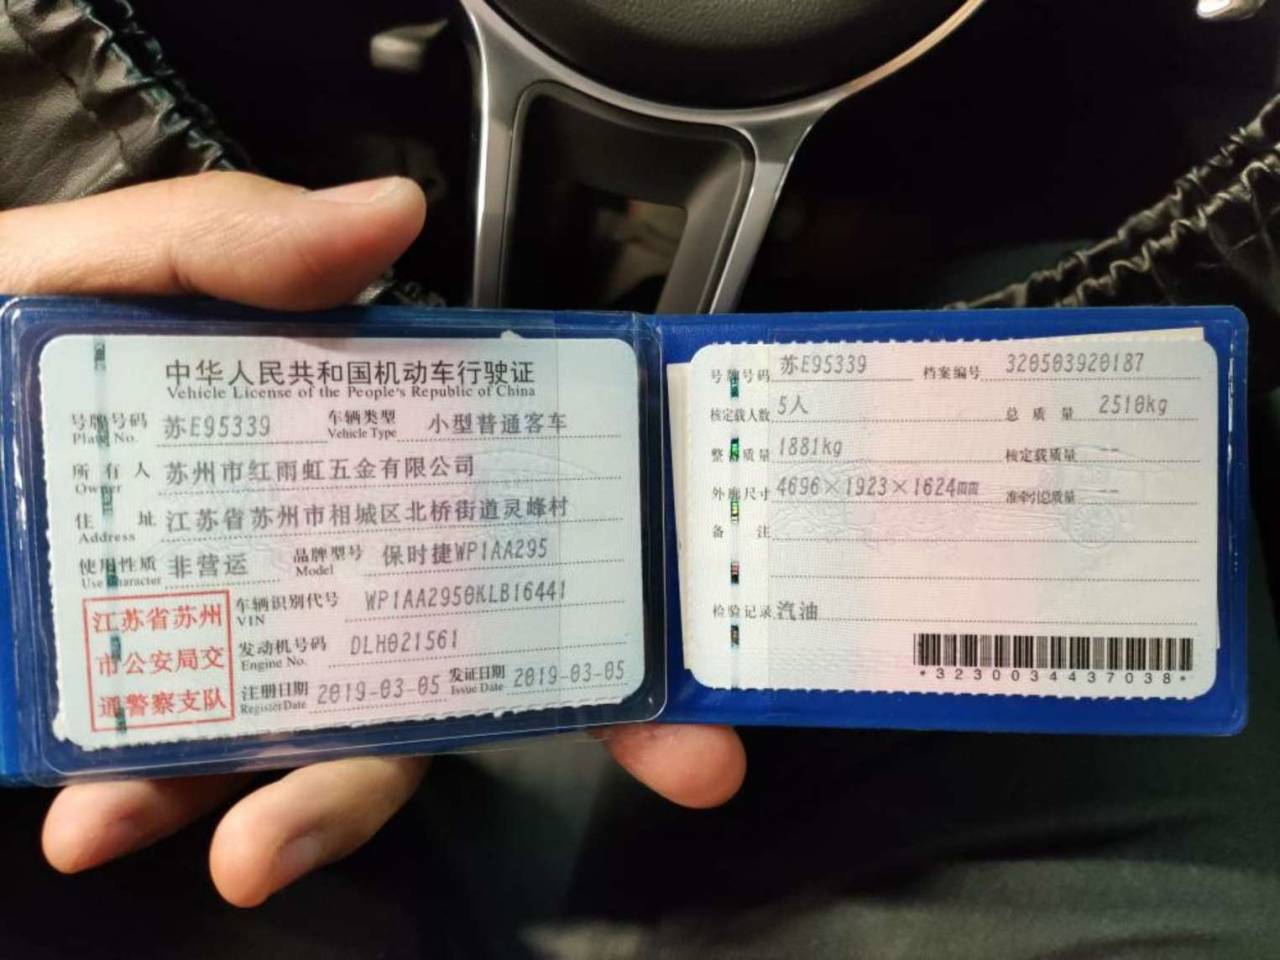 中华人民共和国机动车行驶证
Vehicle License of the People's Republic of China
号牌号码 苏E95339 车辆类型 小型普通客车
Plate No. Vehicle Type
所有人 苏州市红雨虹五金有限公司
Owner
住址 江苏省苏州市相城区北桥街道灵峰村
Address
使用性质 非营运 品牌型号 保时捷WP1AA295
Use Character Model
江苏省苏州市公安局交通警察支队
车辆识别代号 WP1AA2950KLB16441
VIN
发动机号码 DLH021561
Engine No.
注册日期 2019-03-05 发证日期 2019-03-05
Register Date Issue Date
号牌号码 苏E95339 档案编号 320503920187
核定载人数 5人 总质量 2510kg
整备质量 1881kg 核定载质量 --
外廓尺寸 4696×1923×1624 准牵引总质量 --
备注
检验记录 汽油
*3230034437038*